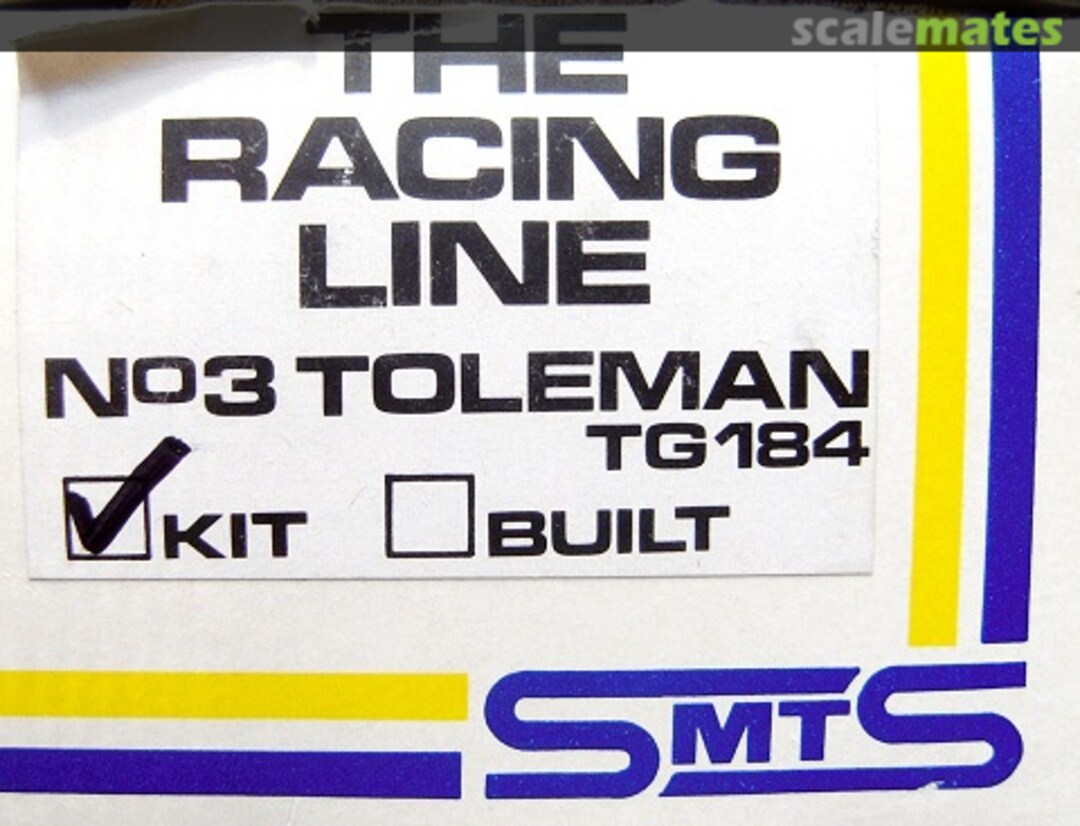 scalemates
THE
RACING
LINE
No3 TOLEMAN
TG184
KIT BUILT
SMTS